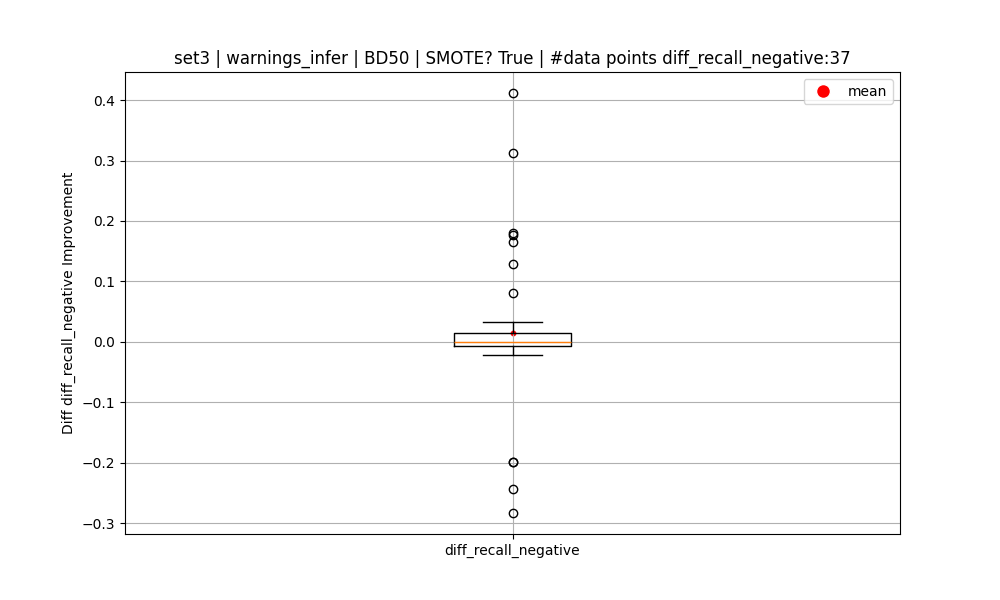 set3 | warnings_infer | BD50 | SMOTE? True | #data points diff_recall_negative:37
mean
Diff diff_recall_negative Improvement
0.4
0.3
0.2
0.1
0.0
−0.1
−0.2
−0.3
diff_recall_negative